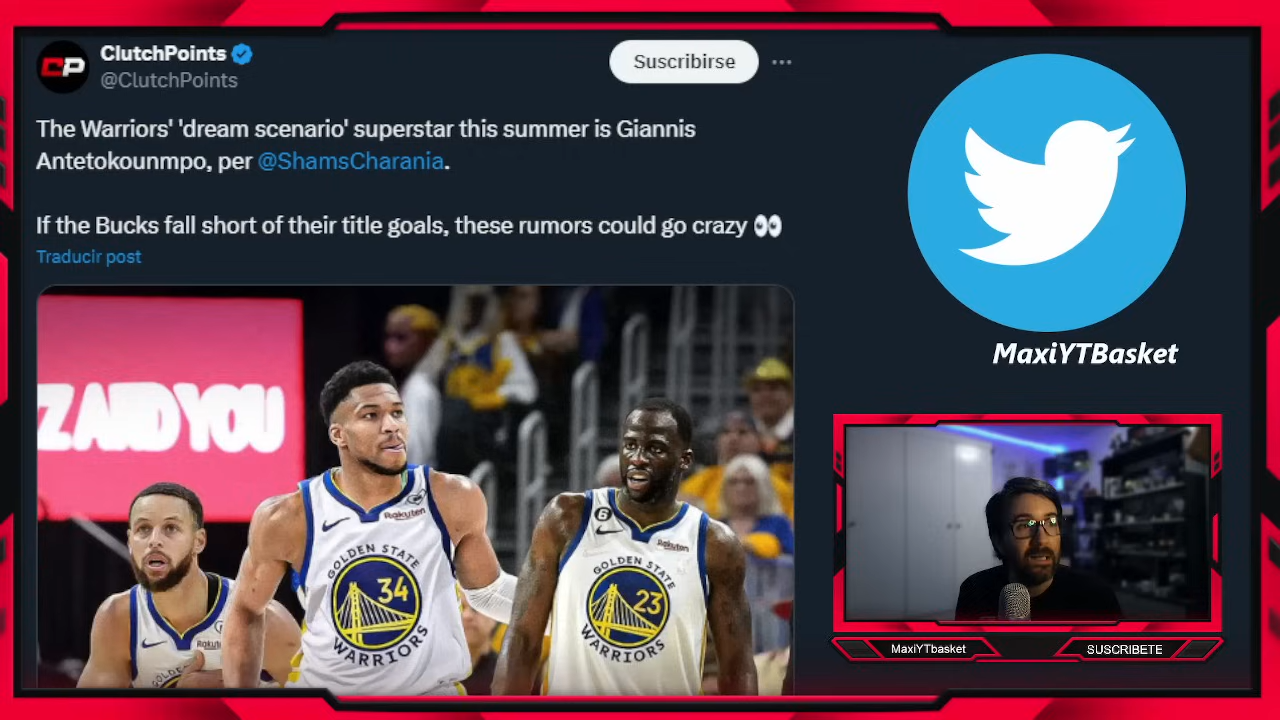 CP
ClutchPoints
@ClutchPoints
Suscribirse
The Warriors' 'dream scenario' superstar this summer is Giannis
Antetokounmpo, per @ShamsCharania.
If the Bucks fall short of their title goals, these rumors could go crazy 👀
Traducir post
ZAIDYOU
Rakuten
GOLDEN STATE
34
WARRIORS
6
Rakuten
GOLDEN STATE
23
WARRIORS
MaxiYTBasket
MaxiYTbasket
SUSCRIBETE